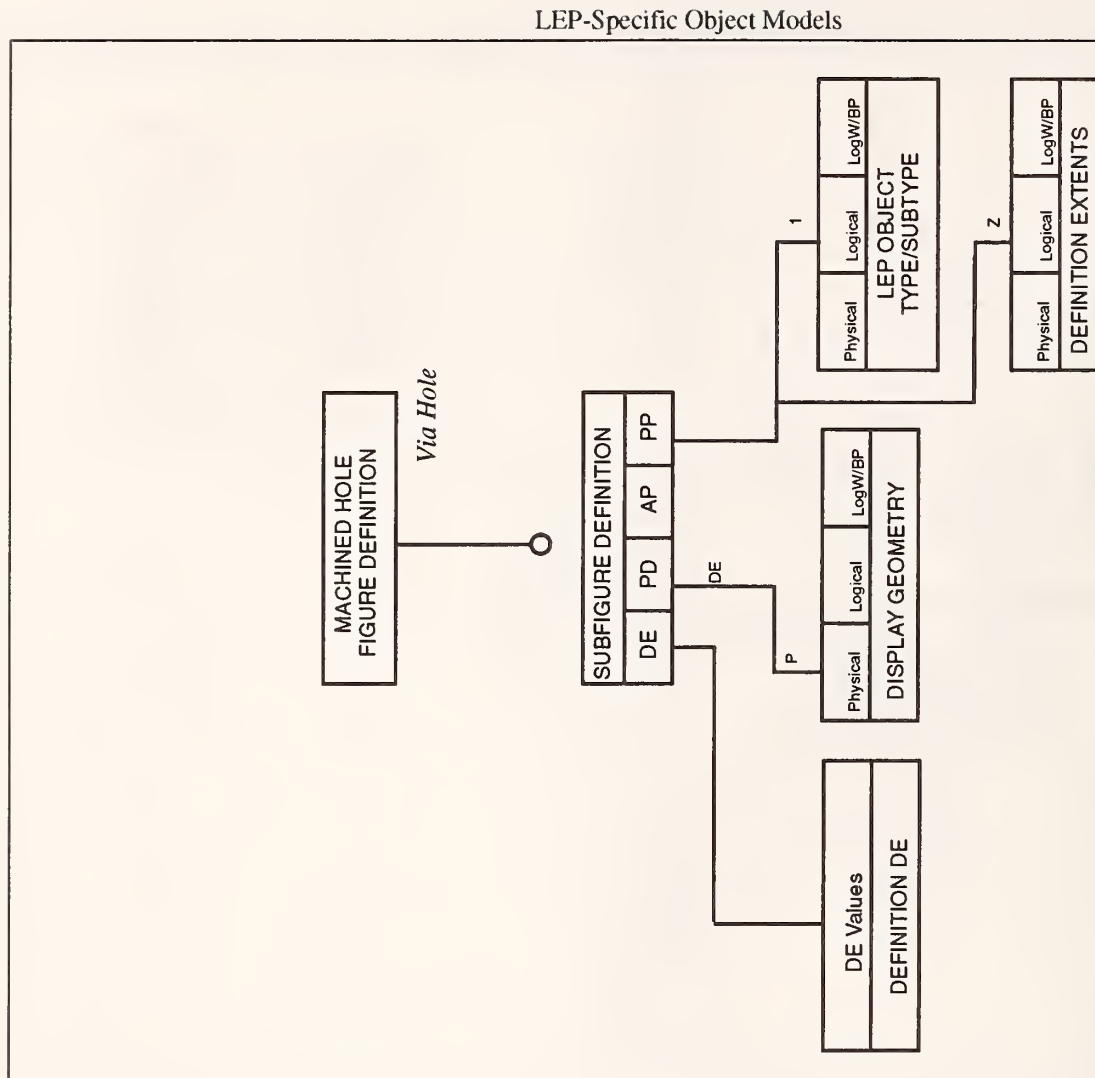 LEP-Specific Object Models
MACHINED HOLE
FIGURE DEFINITION
Via Hole
SUBFIGURE DEFINITION
DE
PD
AP
PP
DE
P
1
Z
DE Values
DEFINITION DE
Physical
Logical
LogW/BP
DISPLAY GEOMETRY
Physical
Logical
LogW/BP
LEP OBJECT
TYPE/SUBTYPE
Physical
Logical
LogW/BP
DEFINITION EXTENTS